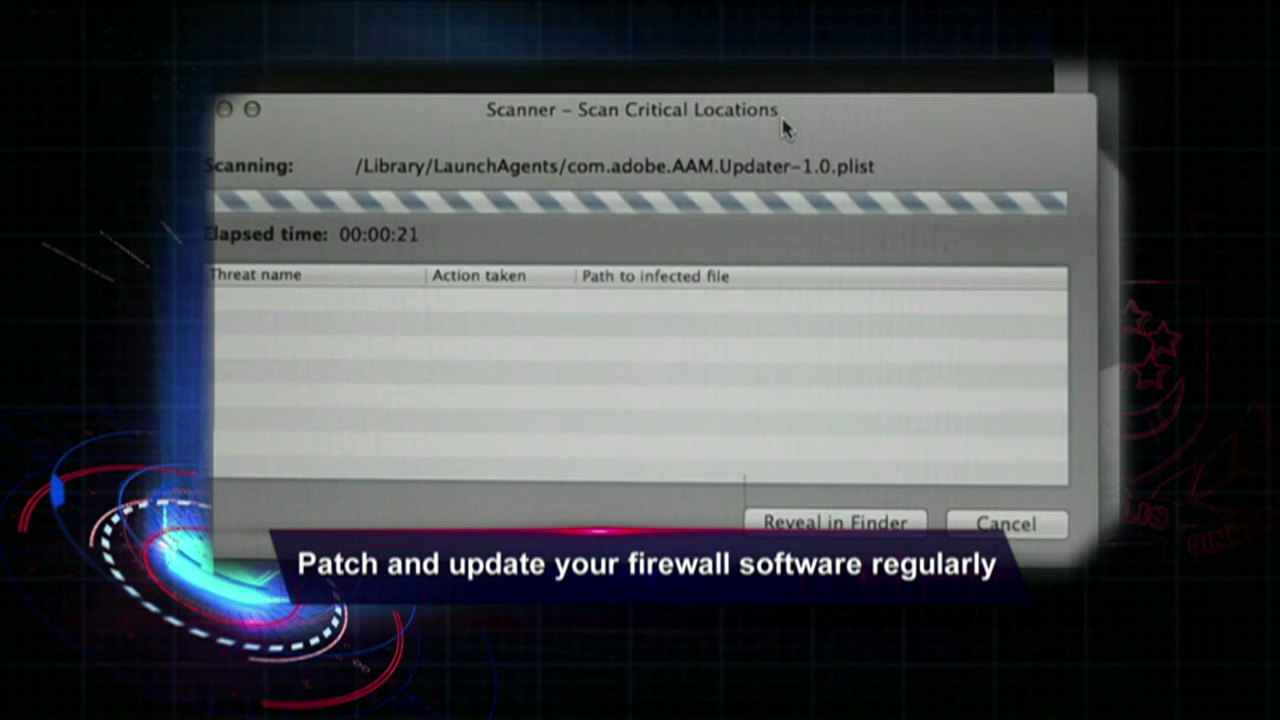 Scanner – Scan Critical Locations
Scanning: /Library/LaunchAgents/com.adobe.AAM.Updater-1.0.plist
Elapsed time: 00:00:21
Threat name Action taken Path to infected file
Reveal in Finder Cancel
Patch and update your firewall software regularly